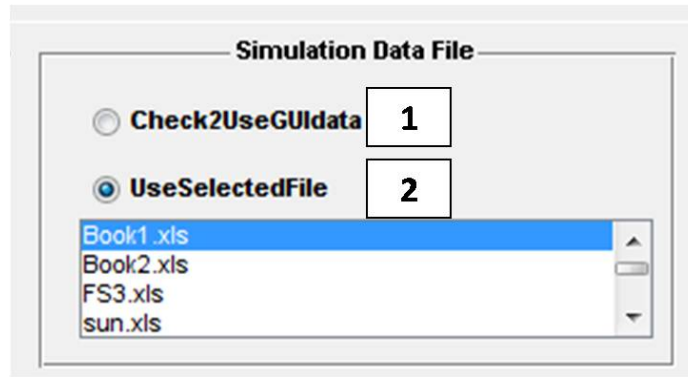 Simulation Data File
Check2UseGUIdata 1
UseSelectedFile 2
Book1.xls
Book2.xls
FS3.xls
sun.xls